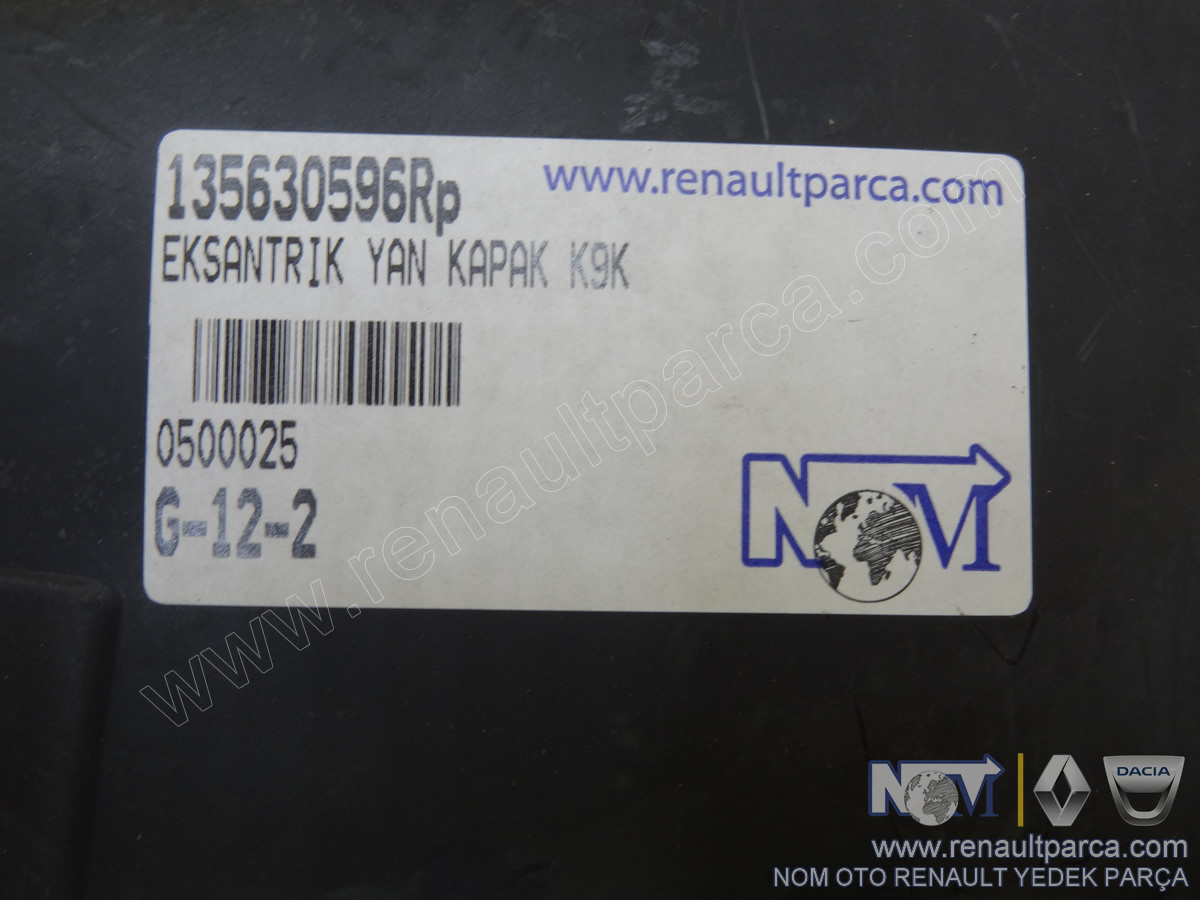 135630596Rp
www.renaultparca.com
EKSANTRIK YAN KAPAK K9K
0500025
G-12-2
NOM
www.renaultparca.com
NOM
DACIA
www.renaultparca.com
NOM OTO RENAULT YEDEK PARÇA